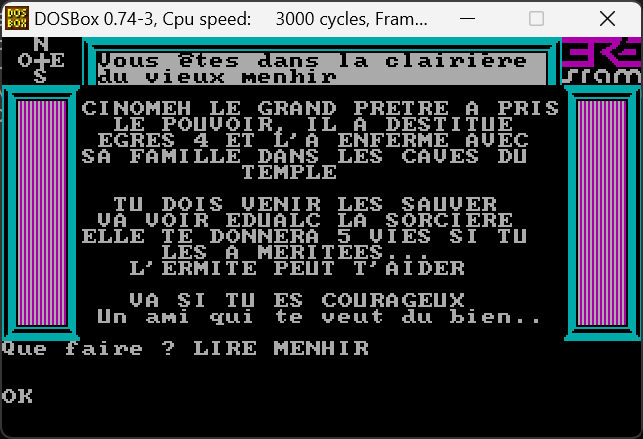 DOS BOX DOSBox 0.74-3, Cpu speed: 3000 cycles, Fram...
N
O E
S
Vous êtes dans la clairière
du vieux menhir
ERE
sram
CINOMEH LE GRAND PRETRE A PRIS
LE POUVOIR, IL A DESTITUE
EGRES 4 ET L'A ENFERME AVEC
SA FAMILLE DANS LES CAVES DU
TEMPLE
TU DOIS VENIR LES SAUVER
VA VOIR EDUALC LA SORCIERE
ELLE TE DONNERA 5 VIES SI TU
LES A MERITEES...
L'ERMITE PEUT T'AIDER
VA SI TU ES COURAGEUX
Un ami qui te veut du bien..
Que faire ? LIRE MENHIR
OK